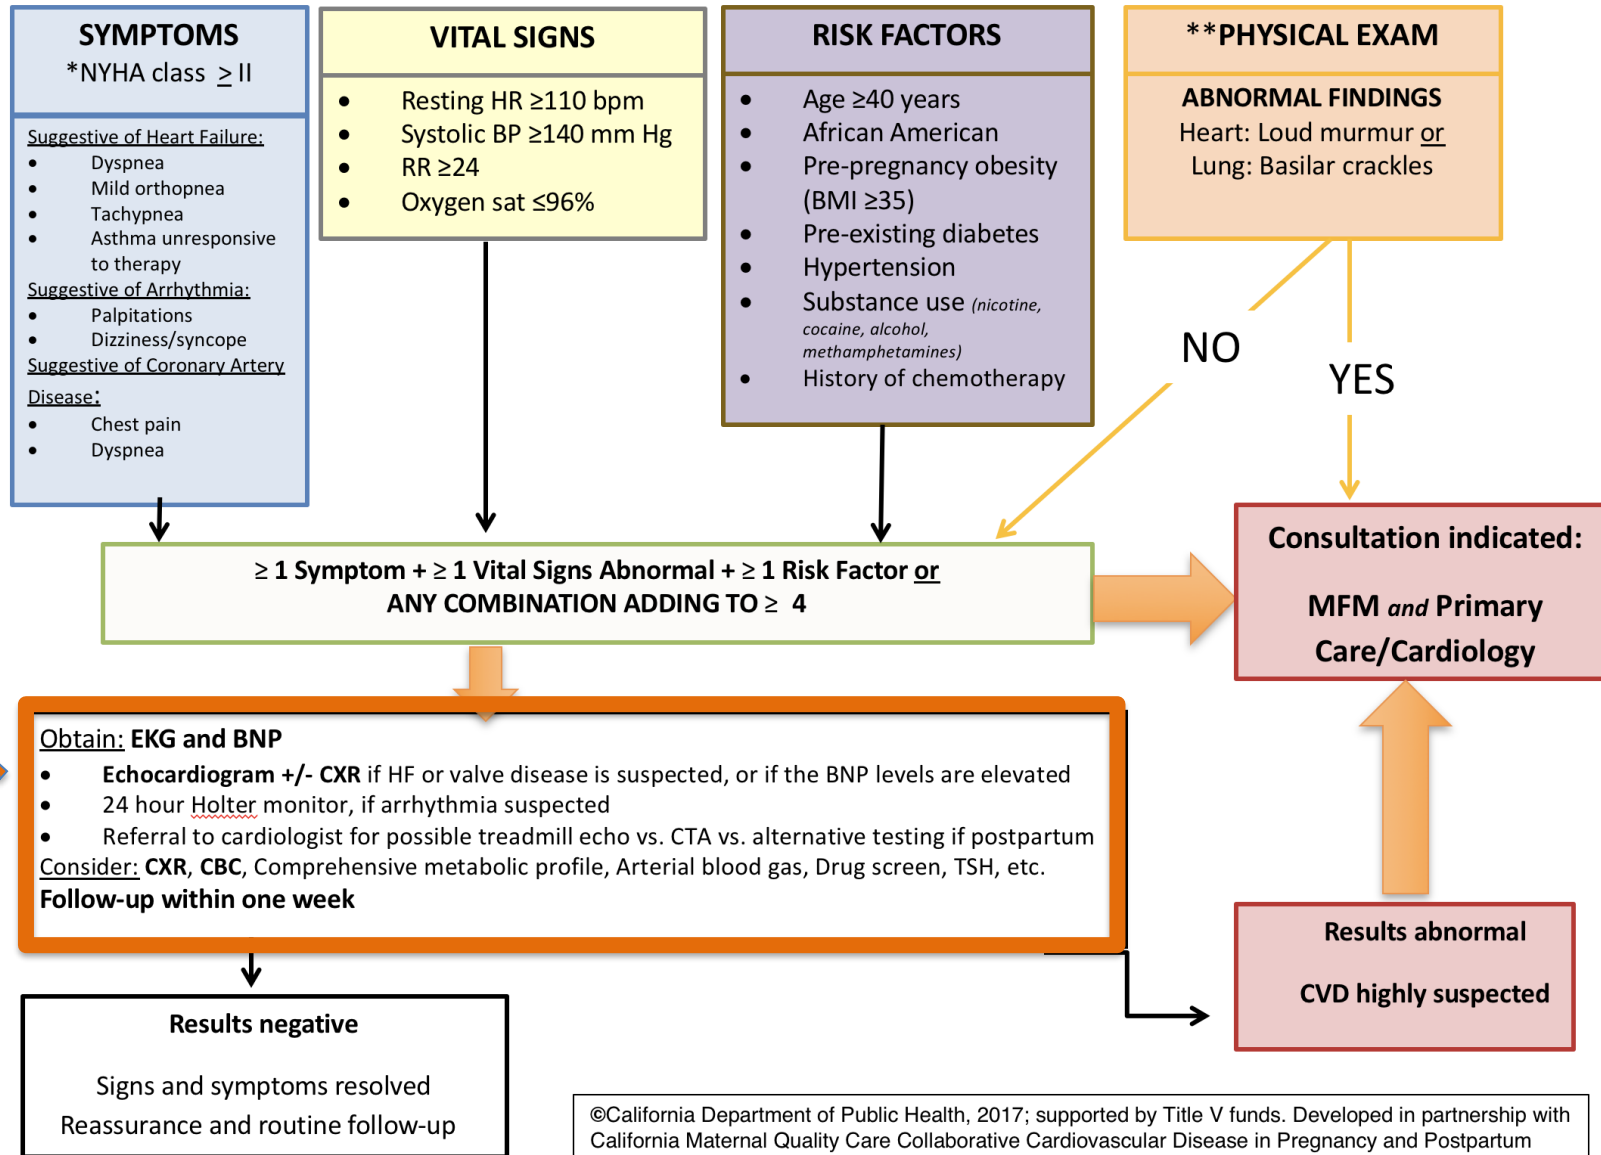 SYMPTOMS
*NYHA class ≥ II
Suggestive of Heart Failure:
• Dyspnea
• Mild orthopnea
• Tachypnea
• Asthma unresponsive
to therapy
Suggestive of Arrhythmia:
• Palpitations
• Dizziness/syncope
Suggestive of Coronary Artery
Disease:
• Chest pain
• Dyspnea
VITAL SIGNS
• Resting HR ≥110 bpm
• Systolic BP ≥140 mm Hg
• RR ≥24
• Oxygen sat ≤96%
RISK FACTORS
• Age ≥40 years
• African American
• Pre-pregnancy obesity
(BMI ≥35)
• Pre-existing diabetes
• Hypertension
• Substance use (nicotine,
cocaine, alcohol,
methamphetamines)
• History of chemotherapy
**PHYSICAL EXAM
ABNORMAL FINDINGS
Heart: Loud murmur or
Lung: Basilar crackles
NO
YES
≥ 1 Symptom + ≥ 1 Vital Signs Abnormal + ≥ 1 Risk Factor or
ANY COMBINATION ADDING TO ≥ 4
Consultation indicated:
MFM and Primary
Care/Cardiology
Obtain: EKG and BNP
• Echocardiogram +/- CXR if HF or valve disease is suspected, or if the BNP levels are elevated
• 24 hour Holter monitor, if arrhythmia suspected
• Referral to cardiologist for possible treadmill echo vs. CTA vs. alternative testing if postpartum
Consider: CXR, CBC, Comprehensive metabolic profile, Arterial blood gas, Drug screen, TSH, etc.
Follow-up within one week
Results abnormal
CVD highly suspected
Results negative
Signs and symptoms resolved
Reassurance and routine follow-up
©California Department of Public Health, 2017; supported by Title V funds. Developed in partnership with
California Maternal Quality Care Collaborative Cardiovascular Disease in Pregnancy and Postpartum